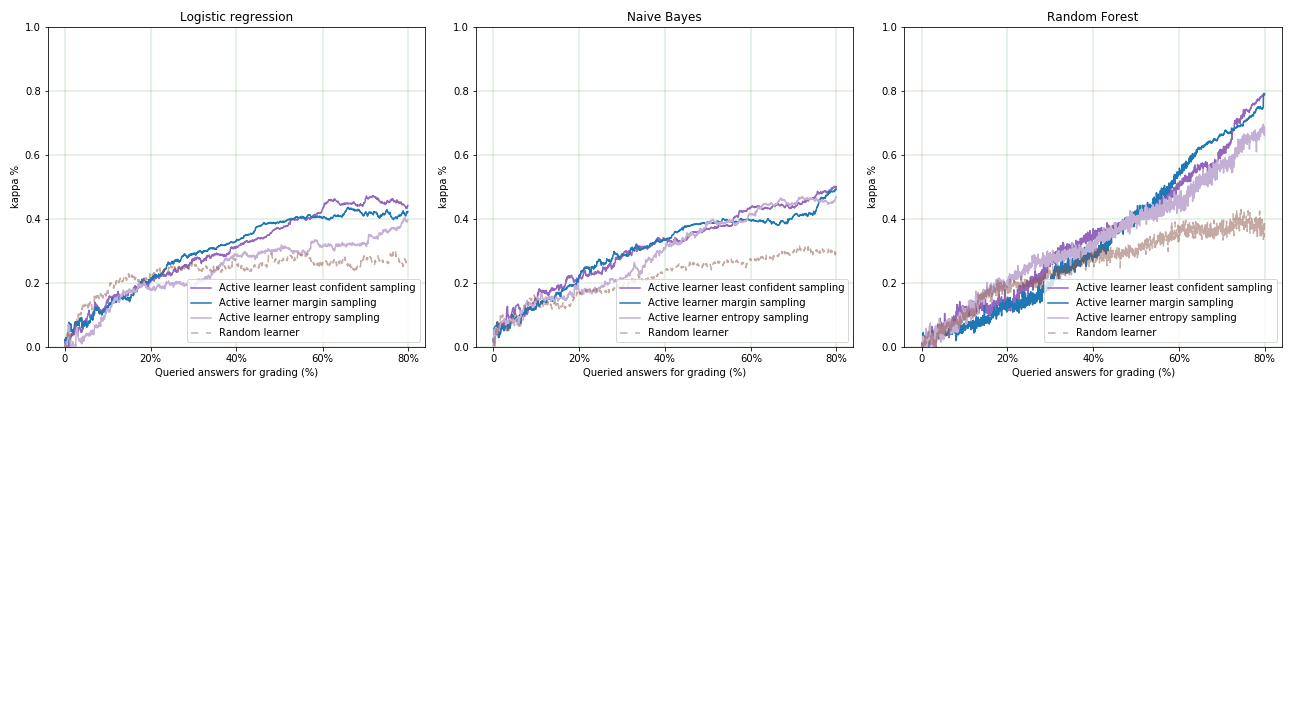 Logistic regression
1.0
0.8
0.6
0.4
0.2
0.0
kappa %
0
20%
40%
60%
80%
Queried answers for grading (%)
Active learner least confident sampling
Active learner margin sampling
Active learner entropy sampling
Random learner
Naive Bayes
1.0
0.8
0.6
0.4
0.2
0.0
kappa %
0
20%
40%
60%
80%
Queried answers for grading (%)
Active learner least confident sampling
Active learner margin sampling
Active learner entropy sampling
Random learner
Random Forest
1.0
0.8
0.6
0.4
0.2
0.0
kappa %
0
20%
40%
60%
80%
Queried answers for grading (%)
Active learner least confident sampling
Active learner margin sampling
Active learner entropy sampling
Random learner